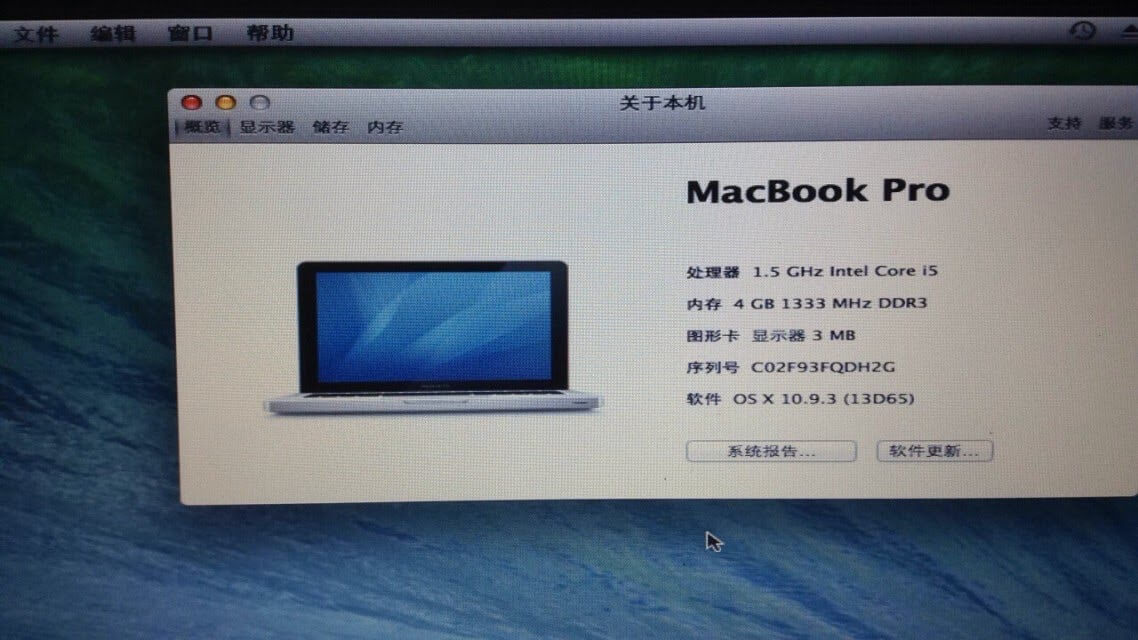 文件 编辑 窗口 帮助
关于本机
概览 显示器 储存 内存 支持 服务
MacBook Pro
处理器 1.5 GHz Intel Core i5
内存 4 GB 1333 MHz DDR3
图形卡 显示器 3 MB
序列号 C02F93FQDH2G
软件 OS X 10.9.3 (13D65)
系统报告... 软件更新...